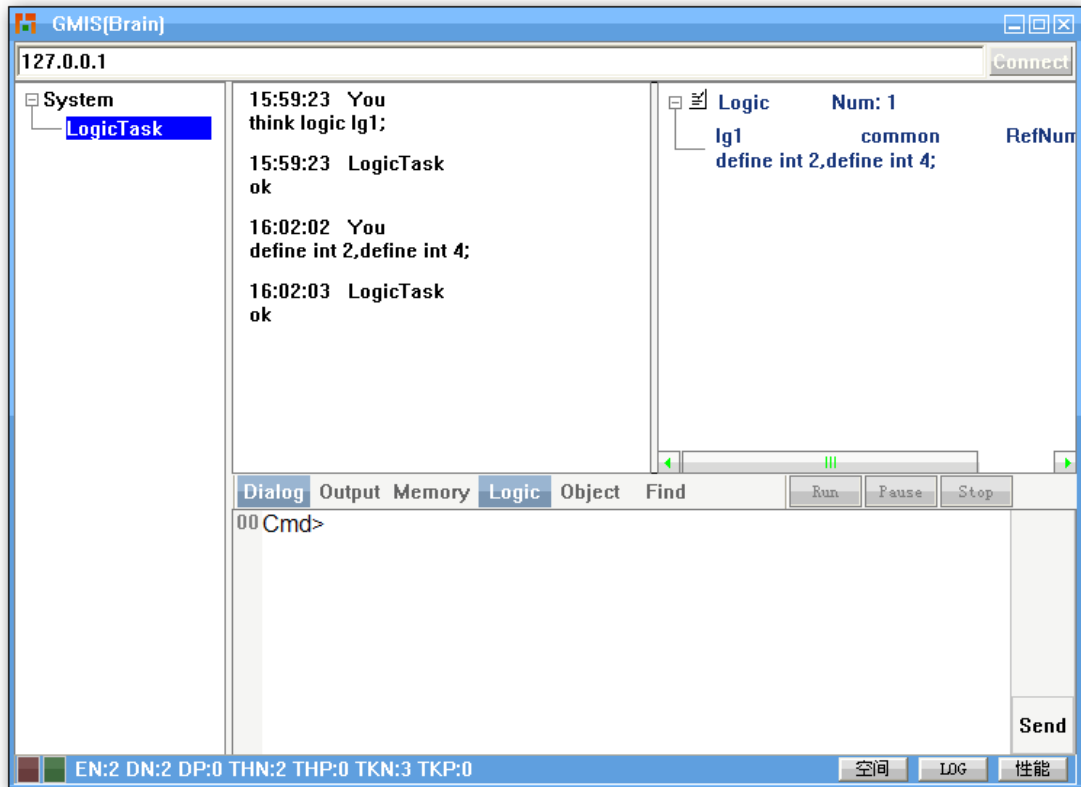 GMIS(Brain)
127.0.0.1
Connect
System
LogicTask
15:59:23 You
think logic lg1;
15:59:23 LogicTask
ok
16:02:02 You
define int 2,define int 4;
16:02:03 LogicTask
ok
Logic Num: 1
lg1 common RefNum
define int 2,define int 4;
Dialog Output Memory Logic Object Find Run Pause Stop
00 Cmd>
Send
EN:2 DN:2 DP:0 THN:2 THP:0 TKN:3 TKP:0 空间 LOG 性能